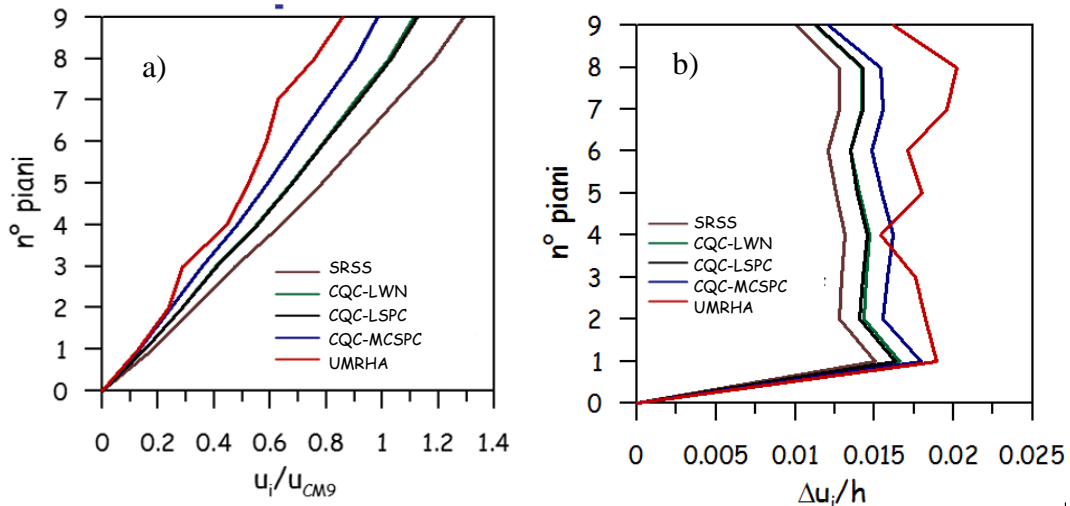 a)
9
8
7
6
5
4
3
2
1
0
n° piani
SRSS
CQC-LWN
CQC-LSPC
CQC-MCSPC
UMRHA
0 0.2 0.4 0.6 0.8 1 1.2 1.4
u_i/u_CM9
b)
9
8
7
6
5
4
3
2
1
0
n° piani
SRSS
CQC-LWN
CQC-LSPC
CQC-MCSPC
UMRHA
0 0.005 0.01 0.015 0.02 0.025
Δu_i/h